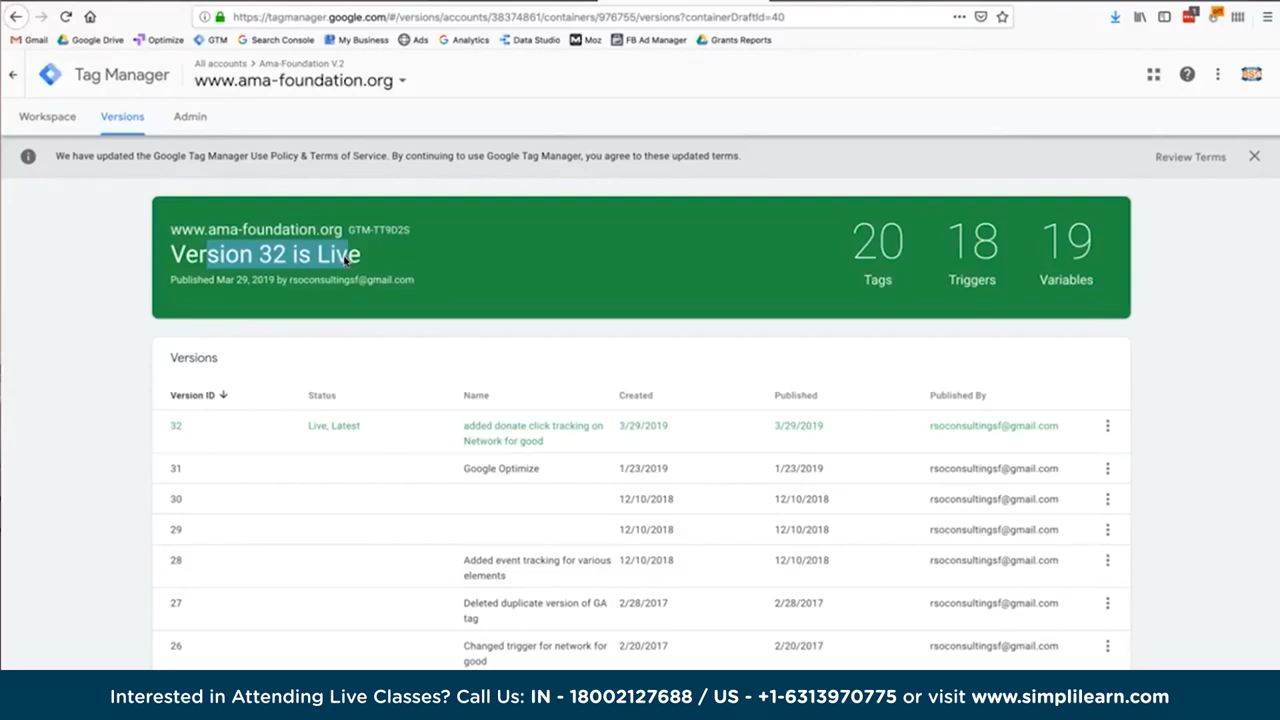 https://tagmanager.google.com/#/versions/accounts/38374861/containers/976755/versions?containerDraftId=40
Gmail Google Drive Optimize GTM Search Console My Business Ads Analytics Data Studio Moz FB Ad Manager Grants Reports
All accounts > Ama-Foundation V.2
Tag Manager www.ama-foundation.org
Workspace Versions Admin
We have updated the Google Tag Manager Use Policy & Terms of Service. By continuing to use Google Tag Manager, you agree to these updated terms. Review Terms
www.ama-foundation.org GTM-TT9D2S
Version 32 is Live
Published Mar 29, 2019 by rsoconsultingsf@gmail.com
20 18 19
Tags Triggers Variables
Versions
Version ID Status Name Created Published Published By
32 Live, Latest added donate click tracking on 3/29/2019 3/29/2019 rsoconsultingsf@gmail.com
Network for good
31 Google Optimize 1/23/2019 1/23/2019 rsoconsultingsf@gmail.com
30 12/10/2018 12/10/2018 rsoconsultingsf@gmail.com
29 12/10/2018 12/10/2018 rsoconsultingsf@gmail.com
28 Added event tracking for various 12/10/2018 12/10/2018 rsoconsultingsf@gmail.com
elements
27 Deleted duplicate version of GA 2/28/2017 2/28/2017 rsoconsultingsf@gmail.com
tag
26 Changed trigger for network for 2/20/2017 2/20/2017 rsoconsultingsf@gmail.com
good
Interested in Attending Live Classes? Call Us: IN - 18002127688 / US - +1-6313970775 or visit www.simplilearn.com